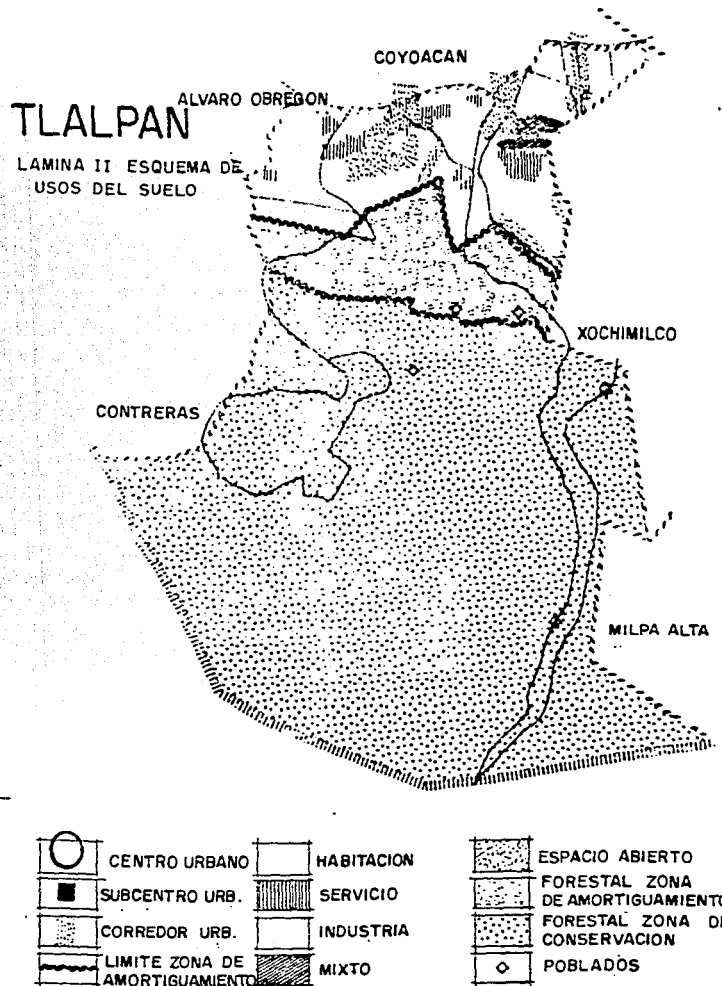 COYOACAN
ALVARO OBREGON
TLALPAN
LAMINA II ESQUEMA DE
USOS DEL SUELO
XOCHIMILCO
CONTRERAS
MILPA ALTA
CENTRO URBANO
SUBCENTRO URB.
CORREDOR URB.
LIMITE ZONA DE
AMORTIGUAMIENTO
HABITACION
SERVICIO
INDUSTRIA
MIXTO
ESPACIO ABIERTO
FORESTAL ZONA
DE AMORTIGUAMIENTO
FORESTAL ZONA DE
CONSERVACION
POBLADOS